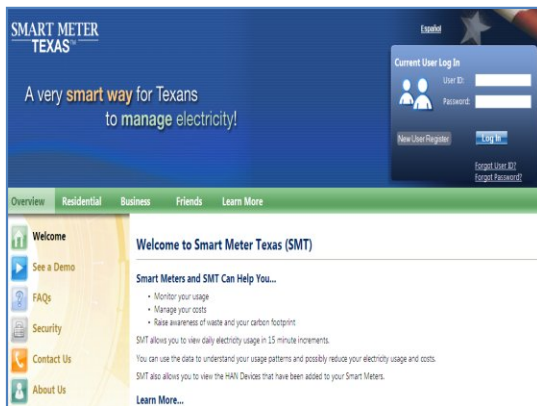 SMART METER
TEXAS™
Español
Current User Log In
User ID:
Password:
New User Register
Log In
Forgot User ID?
Forgot Password?
A very smart way for Texans
to manage electricity!
Overview Residential Business Friends Learn More
Welcome
See a Demo
FAQs
Security
Contact Us
About Us
Welcome to Smart Meter Texas (SMT)
Smart Meters and SMT Can Help You...
• Monitor your usage
• Manage your costs
• Raise awareness of waste and your carbon footprint
SMT allows you to view daily electricity usage in 15 minute increments.
You can use the data to understand your usage patterns and possibly reduce your electricity usage and costs.
SMT also allows you to view the HAN Devices that have been added to your Smart Meters.
Learn More...